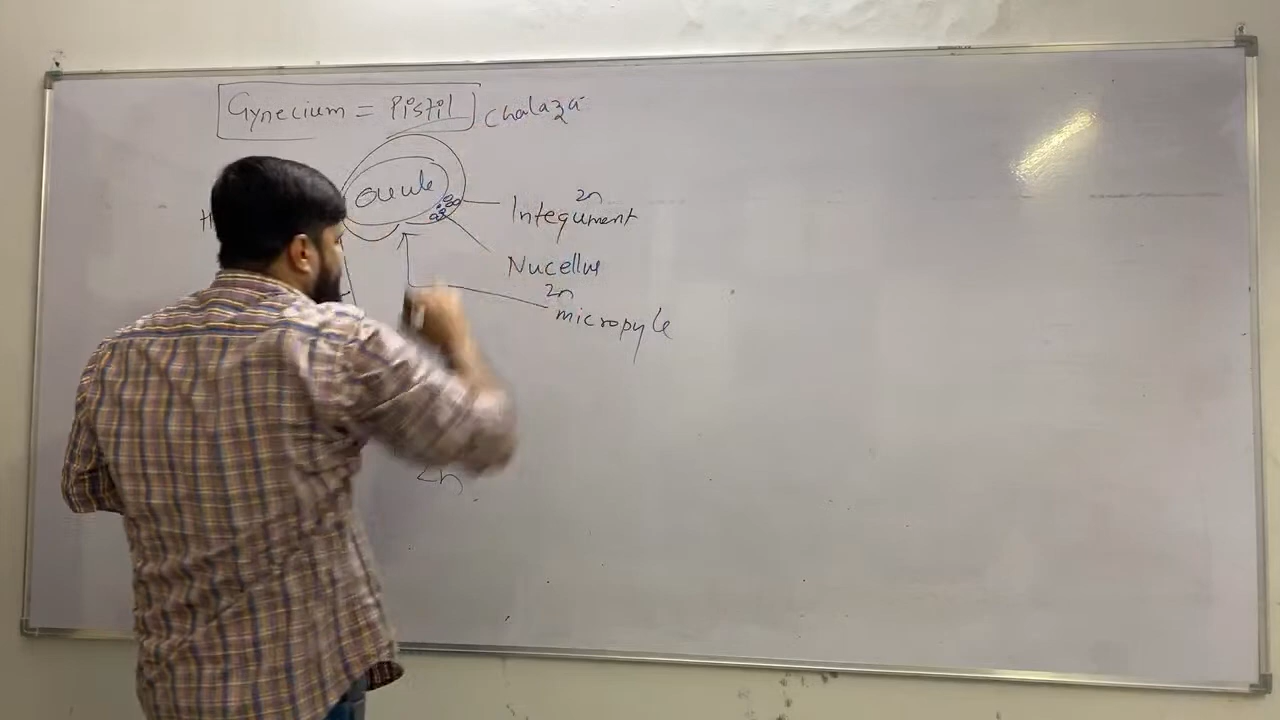 Gynecium = Pistil
Chalaza
ovule
2n
Integument
Nucellus
2n
micropyle
2n